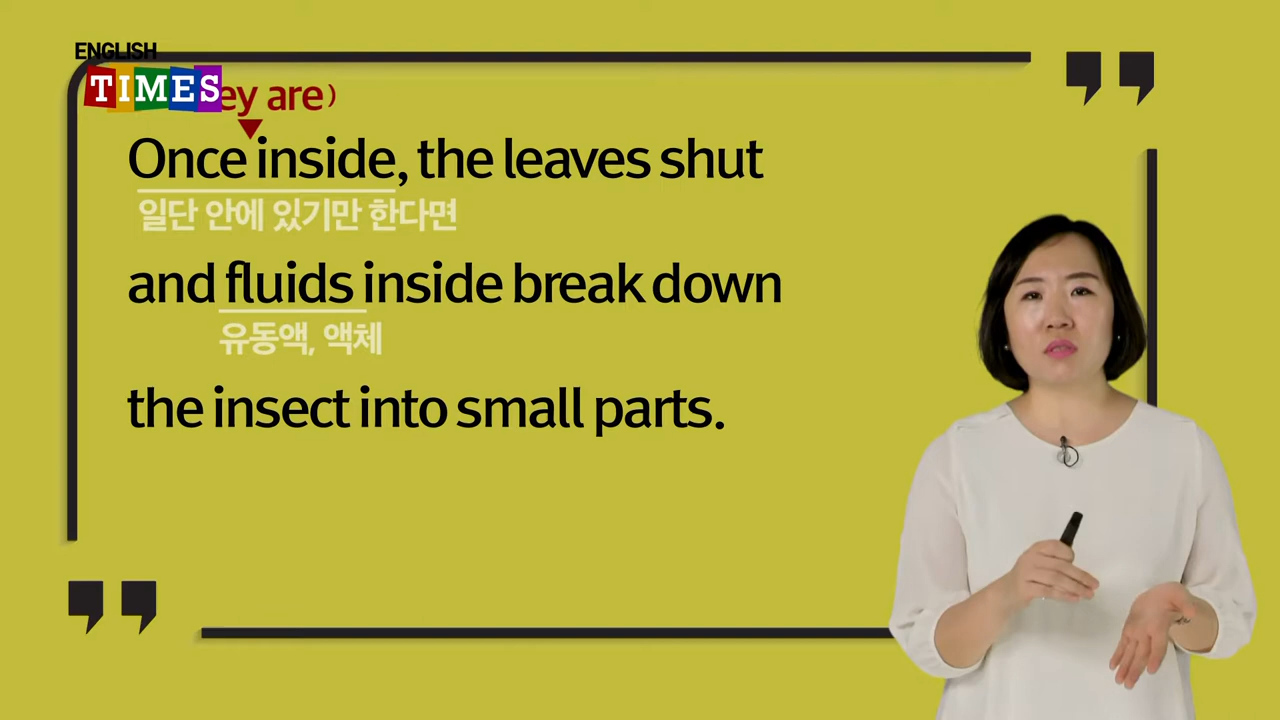 ENGLISH
TIMES
ey are)
Once inside, the leaves shut
일단 안에 있기만 한다면
and fluids inside break down
유동액, 액체
the insect into small parts.